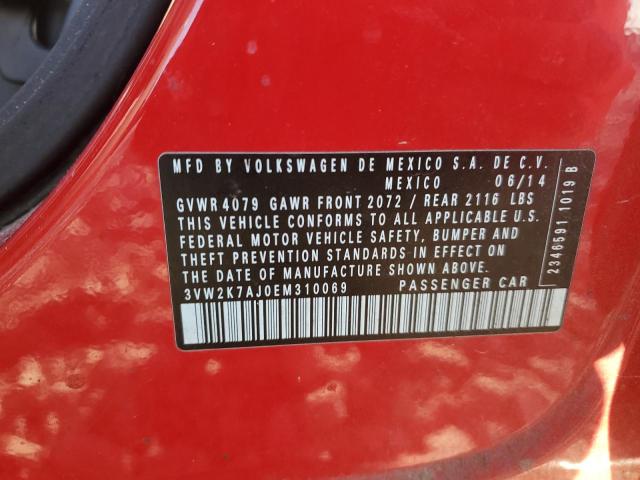 MFD BY VOLKSWAGEN DE MEXICO S.A. DE C.V.
MEXICO 06/14
GVWR 4079 GAWR FRONT 2072 / REAR 2116 LBS
THIS VEHICLE CONFORMS TO ALL APPLICABLE U.S.
FEDERAL MOTOR VEHICLE SAFETY, BUMPER AND
THEFT PREVENTION STANDARDS IN EFFECT ON
THE DATE OF MANUFACTURE SHOWN ABOVE.
3VW2K7AJ0EM310069 PASSENGER CAR
2346591 1019 B